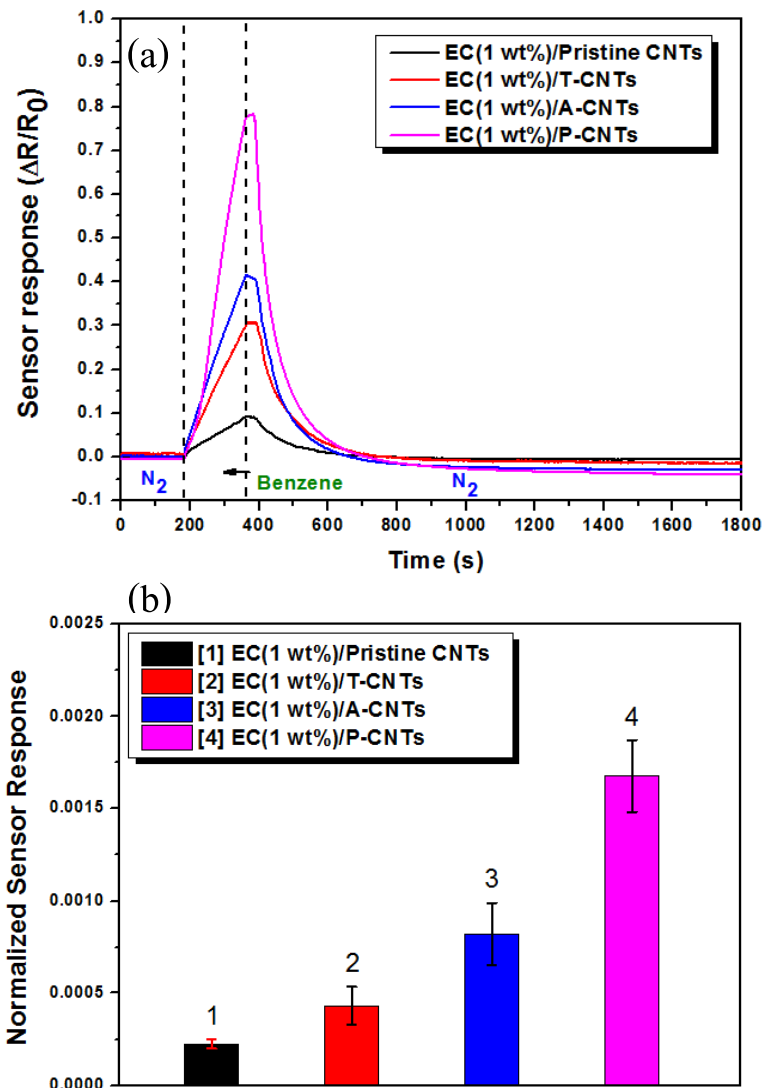 (a)
EC(1 wt%)/Pristine CNTs
EC(1 wt%)/T-CNTs
EC(1 wt%)/A-CNTs
EC(1 wt%)/P-CNTs
Sensor response (ΔR/R0)
1.0
0.9
0.8
0.7
0.6
0.5
0.4
0.3
0.2
0.1
0.0
-0.1
N2
Benzene
N2
0 200 400 600 800 1000 1200 1400 1600 1800
Time (s)
(b)
[1] EC(1 wt%)/Pristine CNTs
[2] EC(1 wt%)/T-CNTs
[3] EC(1 wt%)/A-CNTs
[4] EC(1 wt%)/P-CNTs
Normalized Sensor Response
0.0025
0.0020
0.0015
0.0010
0.0005
0.0000
1
2
3
4